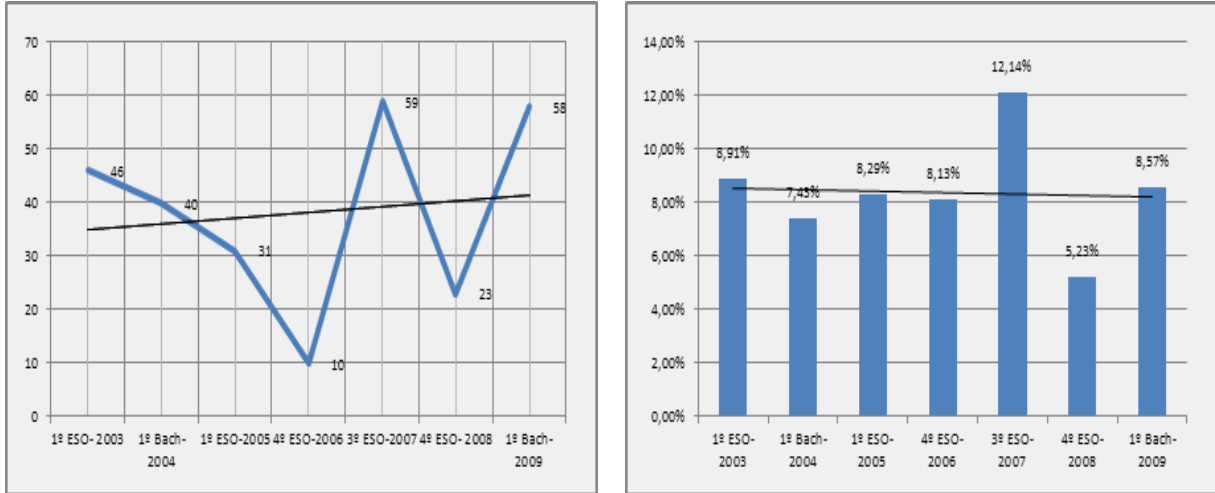 70
60
50
40
30
20
10
0
46
40
31
10
59
23
58
1º ESO- 2003
1º Bach-
2004
1º ESO-2005
4º ESO-2006
3º ESO-2007
4º ESO- 2008
1º Bach-
2009
14,00%
12,00%
10,00%
8,00%
6,00%
4,00%
2,00%
0,00%
8,91%
7,43%
8,29%
8,13%
12,14%
5,23%
8,57%
1º ESO-
2003
1º Bach-
2004
1º ESO-
2005
4º ESO-
2006
3º ESO-
2007
4º ESO-
2008
1º Bach-
2009